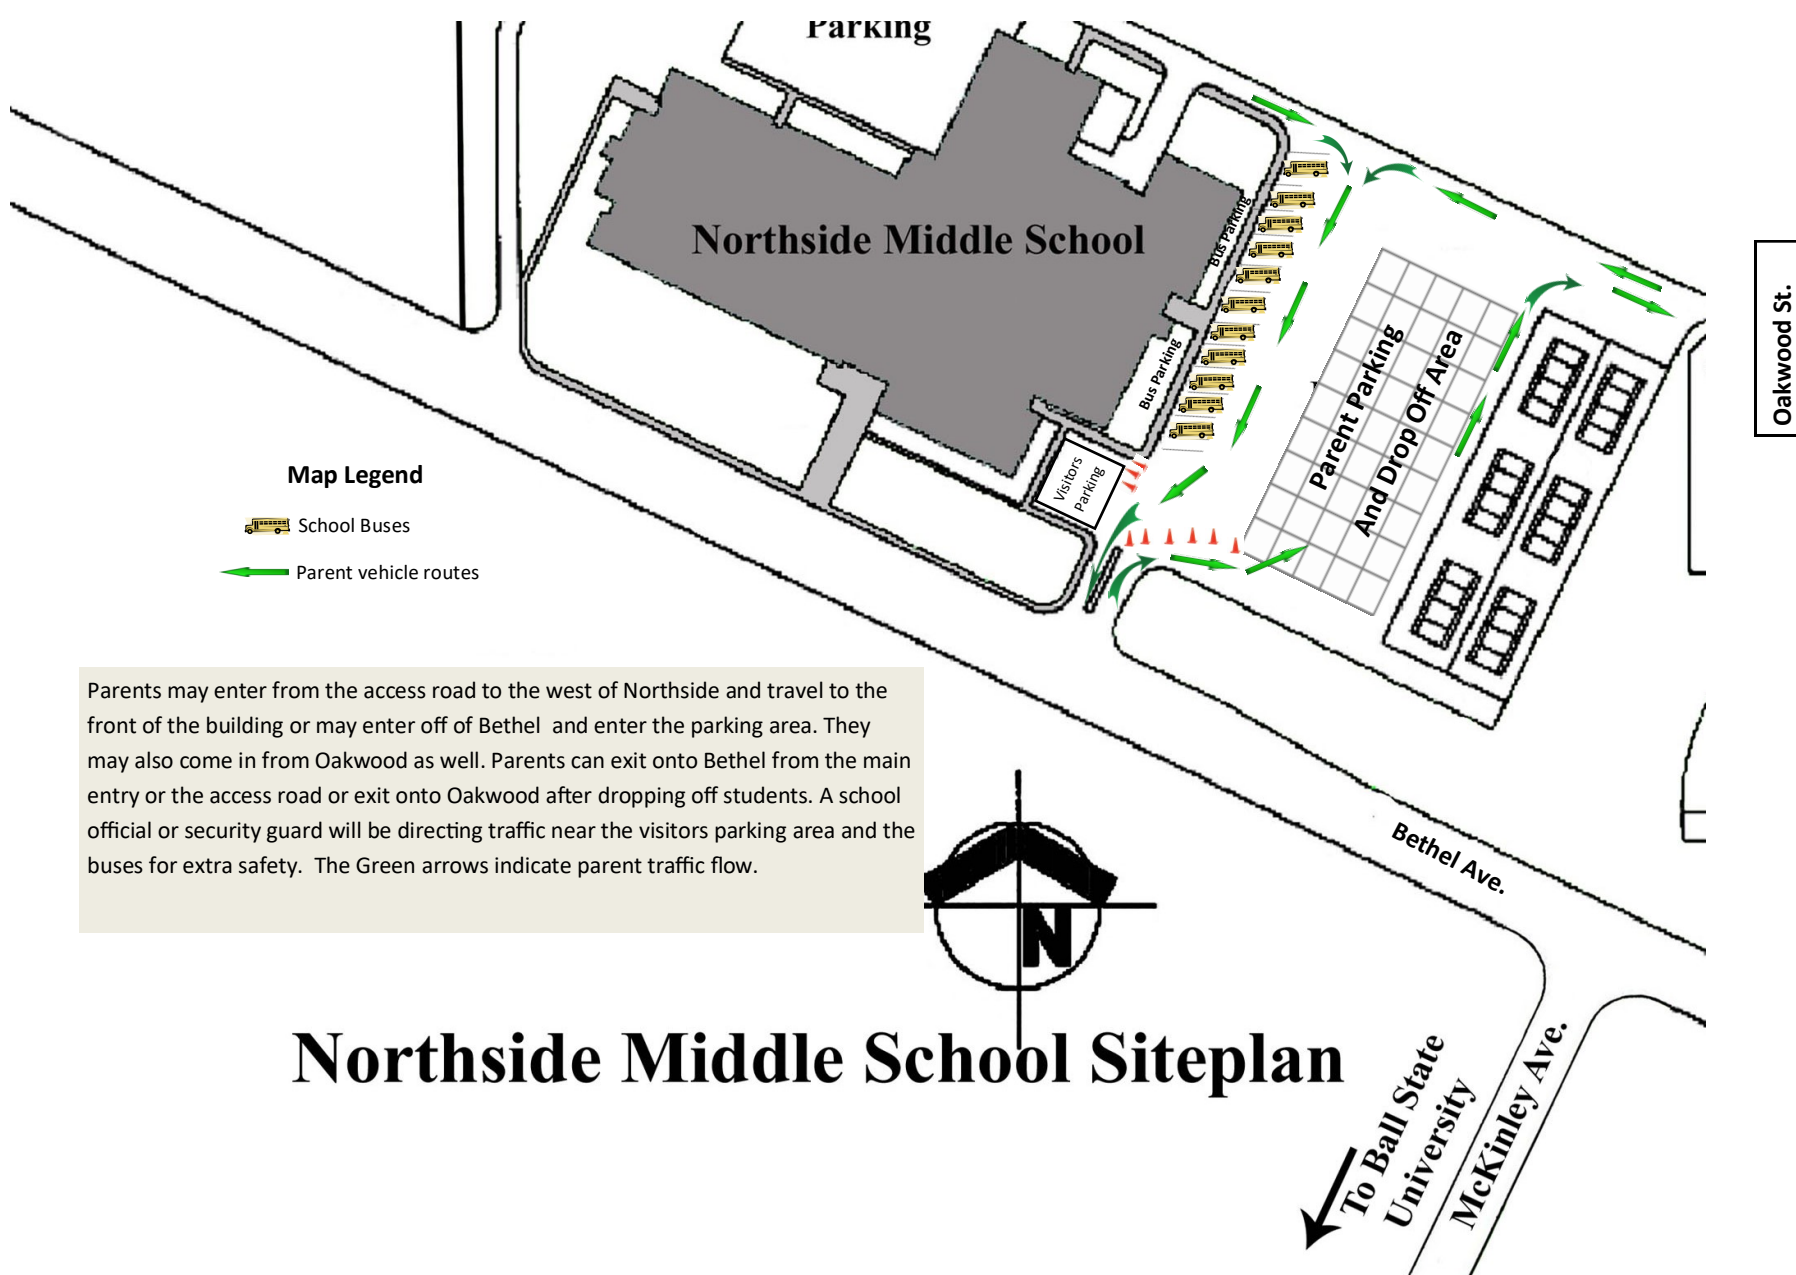 Parking
Northside Middle School
Bus Parking
Bus Parking
Visitors
Parking
Parent Parking
And Drop Off Area
Oakwood St.
Map Legend
School Buses
Parent vehicle routes
Parents may enter from the access road to the west of Northside and travel to the
front of the building or may enter off of Bethel  and enter the parking area. They
may also come in from Oakwood as well. Parents can exit onto Bethel from the main
entry or the access road or exit onto Oakwood after dropping off students. A school
official or security guard will be directing traffic near the visitors parking area and the
buses for extra safety.  The Green arrows indicate parent traffic flow.
Bethel Ave.
N
Northside Middle School Siteplan
To Ball State
University
McKinley Ave.